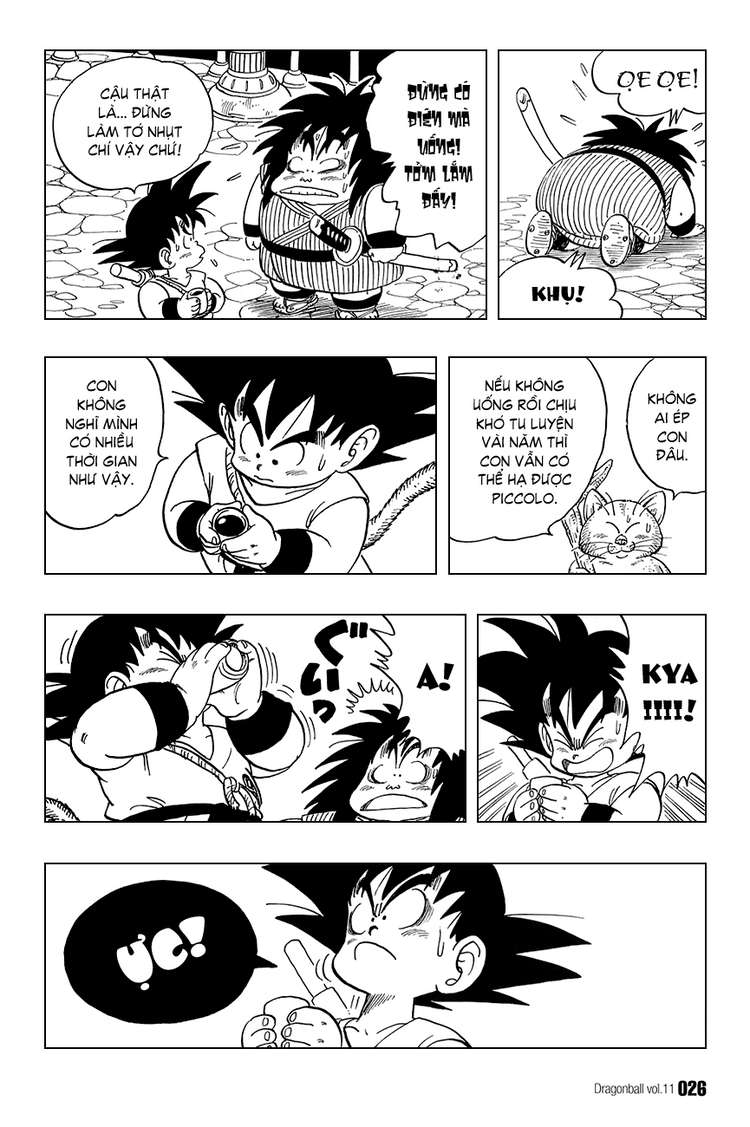 ỌE ỌE!
KHỤ!
ĐỪNG CÓ
ĐIÊN MÀ
UỐNG!
TỞM LẮM
ĐẤY!
CẬU THẬT
LÀ... ĐỪNG
LÀM TỚ NHỤT
CHÍ VẬY CHỨ!
KHÔNG
AI ÉP
CON
ĐÂU.
NẾU KHÔNG
UỐNG RỒI CHỊU
KHÓ TU LUYỆN
VÀI NĂM THÌ
CON VẪN CÓ
THỂ HẠ ĐƯỢC
PICCOLO.
CON
KHÔNG
NGHĨ MÌNH
CÓ NHIỀU
THỜI GIAN
NHƯ VẬY.
KYA
IIII!
A!
ぐいっ
ỰC!
Dragonball vol.11 026